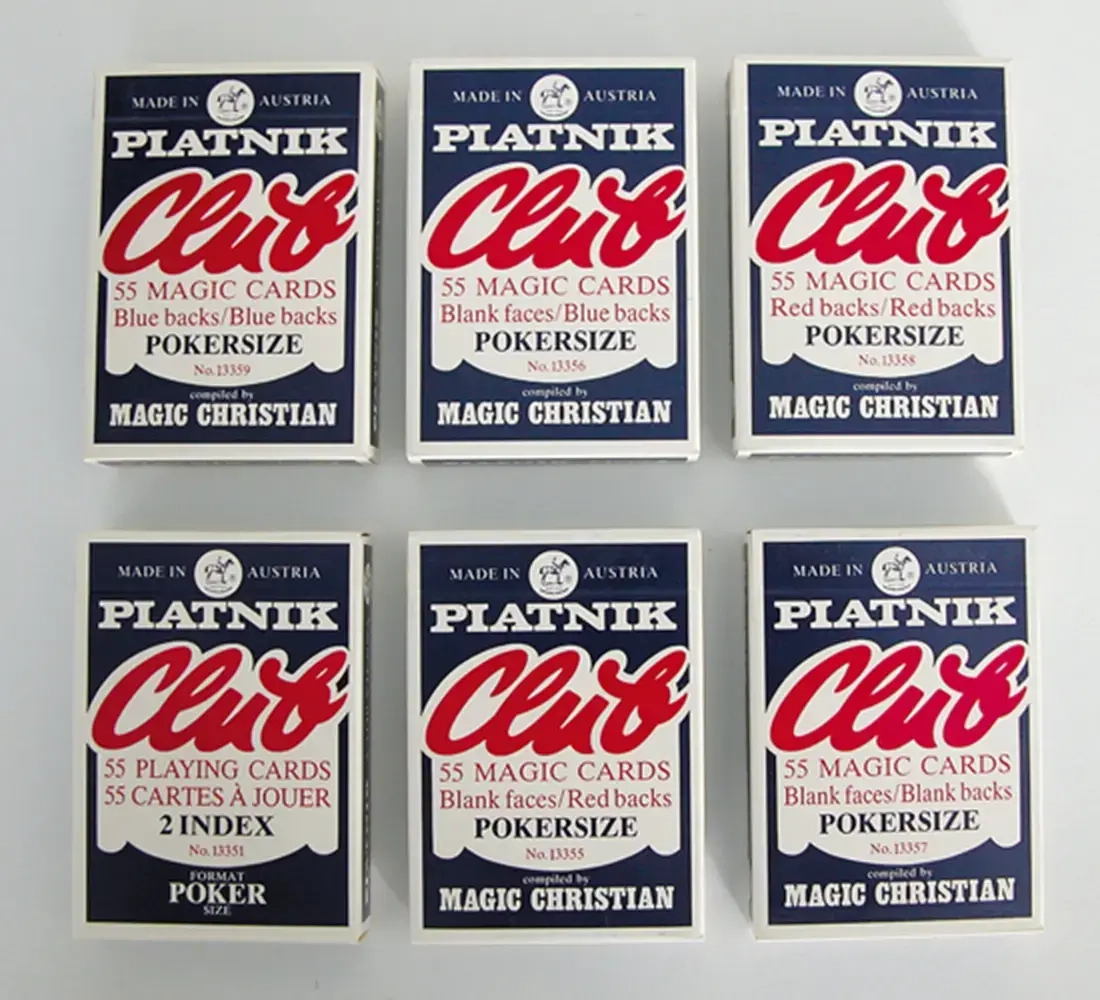 MADE IN AUSTRIA
PIATNIK
Club
55 MAGIC CARDS
Blue backs/Blue backs
POKERSIZE
No. 13359
compiled by
MAGIC CHRISTIAN
MADE IN AUSTRIA
PIATNIK
Club
55 MAGIC CARDS
Blank faces/Blue backs
POKERSIZE
No. 13356
compiled by
MAGIC CHRISTIAN
MADE IN AUSTRIA
PIATNIK
Club
55 MAGIC CARDS
Red backs/Red backs
POKERSIZE
No. 13358
compiled by
MAGIC CHRISTIAN
MADE IN AUSTRIA
PIATNIK
Club
55 PLAYING CARDS
55 CARTES À JOUER
2 INDEX
No. 13351
FORMAT
POKER
SIZE
MADE IN AUSTRIA
PIATNIK
Club
55 MAGIC CARDS
Blank faces/Red backs
POKERSIZE
No. 13355
compiled by
MAGIC CHRISTIAN
MADE IN AUSTRIA
PIATNIK
Club
55 MAGIC CARDS
Blank faces/Blank backs
POKERSIZE
No. 13357
compiled by
MAGIC CHRISTIAN